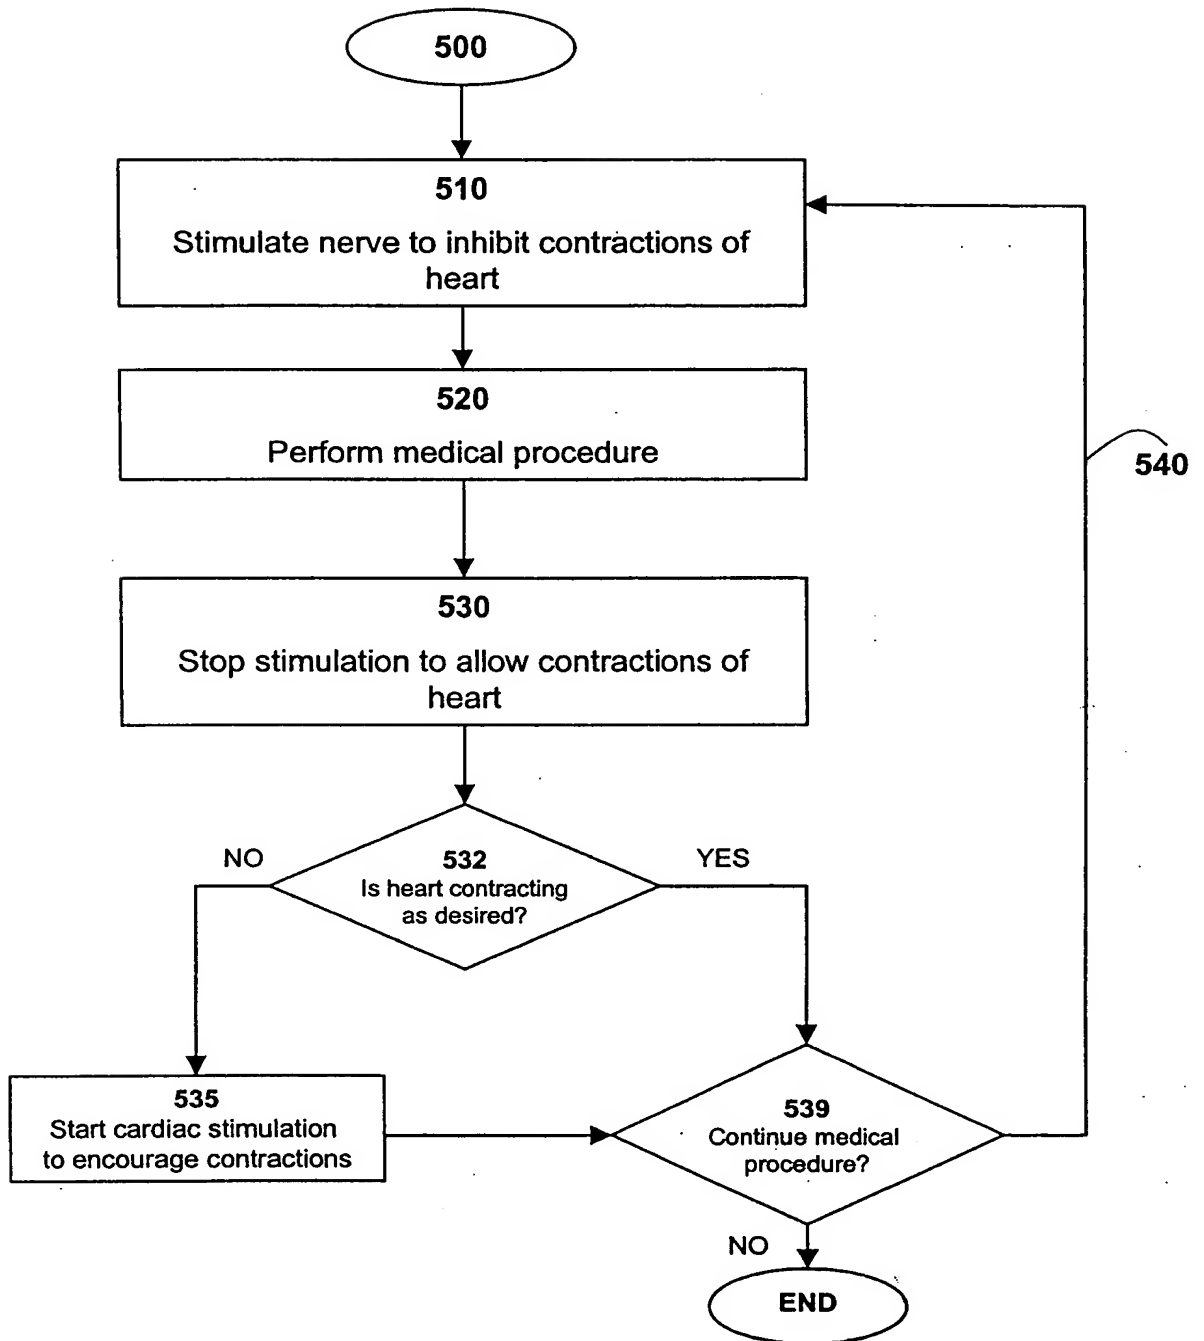 500
510
Stimulate nerve to inhibit contractions of
heart
520
Perform medical procedure
540
530
Stop stimulation to allow contractions of
heart
NO
532
Is heart contracting
as desired?
YES
535
Start cardiac stimulation
to encourage contractions
539
Continue medical
procedure?
NO
END